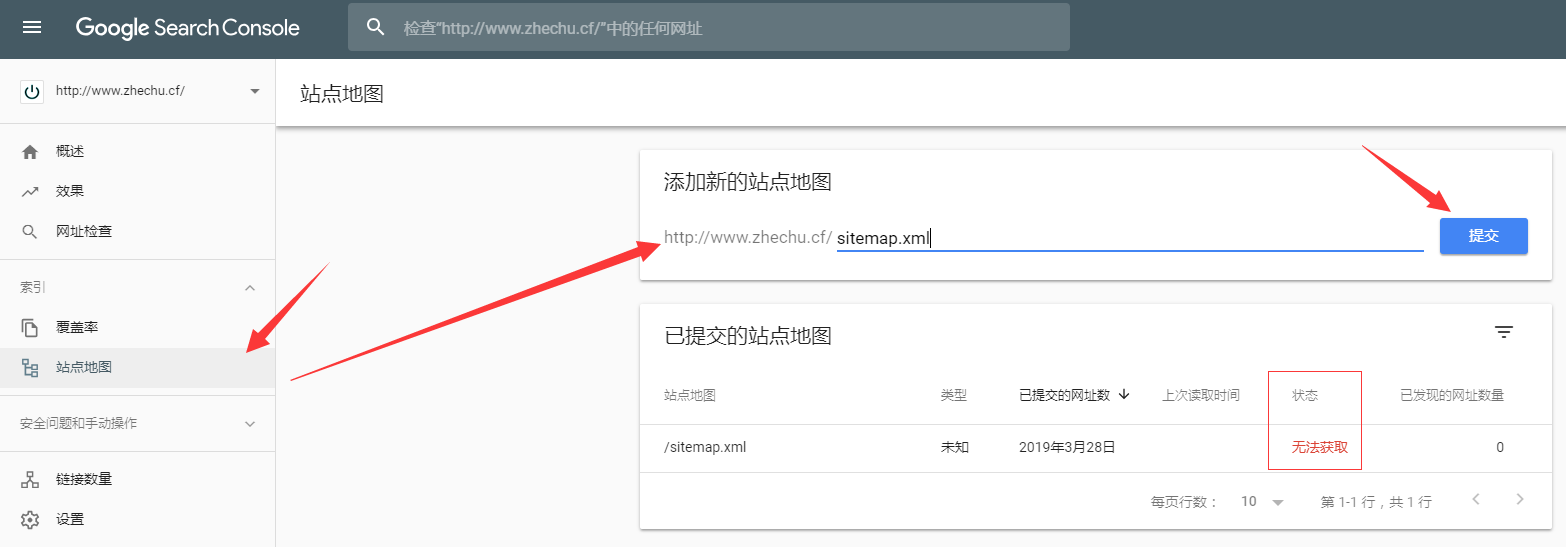 Google Search Console
检查“http://www.zhechu.cf/”中的任何网址
http://www.zhechu.cf/
站点地图
概述
效果
网址检查
索引
覆盖率
站点地图
安全问题和手动操作
链接数量
设置
添加新的站点地图
http://www.zhechu.cf/ sitemap.xml
提交
已提交的站点地图
站点地图 类型 已提交的网址数 上次读取时间 状态 已发现的网址数量
/sitemap.xml 未知 2019年3月28日 无法获取 0
每页行数： 10 第 1-1 行，共 1 行